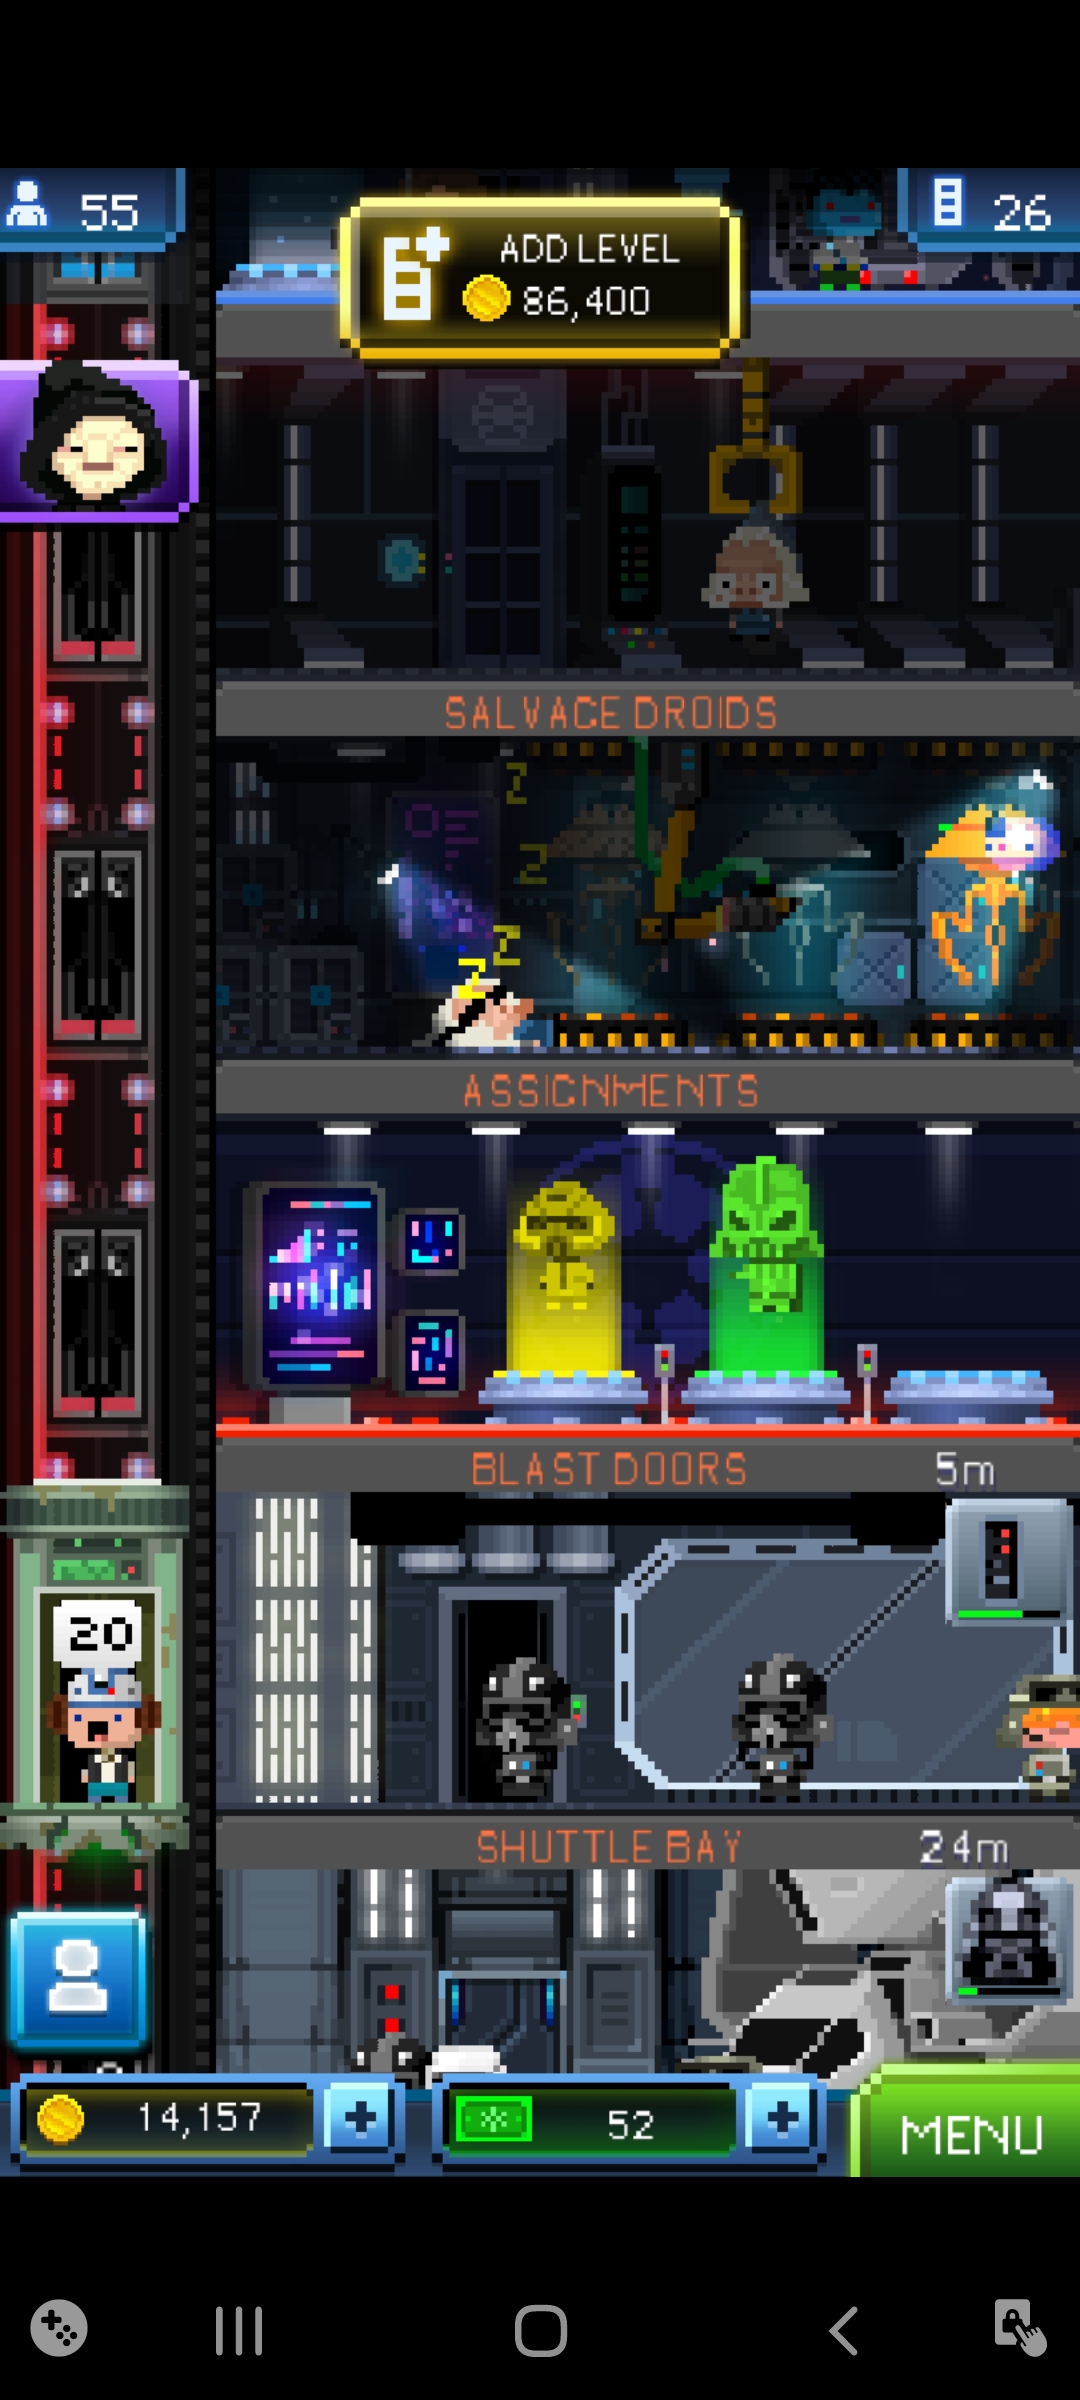 55
ADD LEVEL
86,400
26
SALVAGE DROIDS
Z
Z
Z
Z
ASSIGNMENTS
BLAST DOORS 5m
20
SHUTTLE BAY 24m
14,157
52
MENU